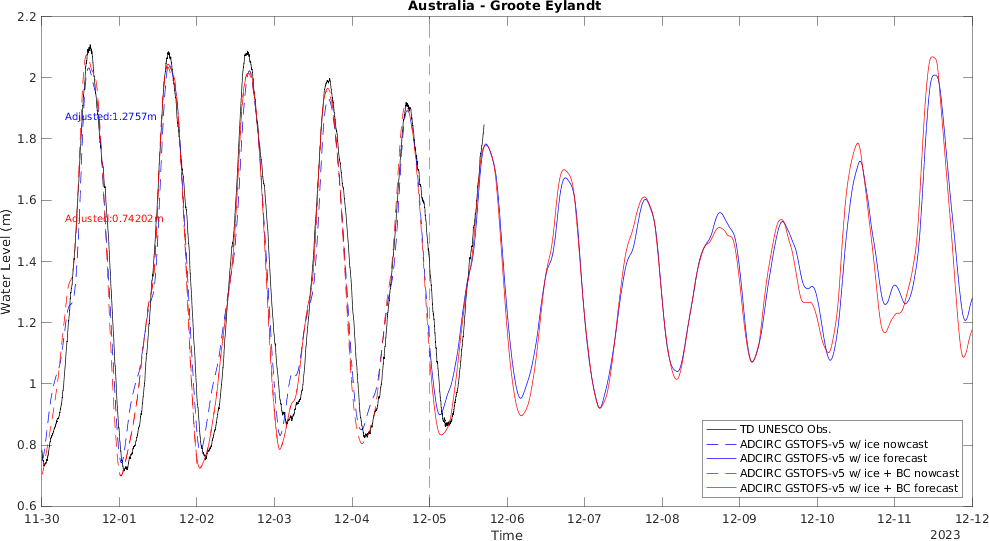 Australia - Groote Eylandt
2.2
2
1.8
1.6
1.4
1.2
1
0.8
0.6
Water Level (m)
Adjusted:1.2757m
Adjusted:0.74202m
TD UNESCO Obs.
ADCIRC GSTOFS-v5 w/ ice nowcast
ADCIRC GSTOFS-v5 w/ ice forecast
ADCIRC GSTOFS-v5 w/ ice + BC nowcast
ADCIRC GSTOFS-v5 w/ ice + BC forecast
11-30 12-01 12-02 12-03 12-04 12-05 12-06 12-07 12-08 12-09 12-10 12-11 12-12
Time
2023